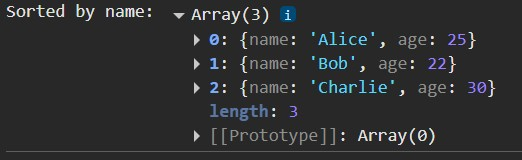 Sorted by name: ▼ Array(3) i
▶ 0: {name: 'Alice', age: 25}
▶ 1: {name: 'Bob', age: 22}
▶ 2: {name: 'Charlie', age: 30}
length: 3
▶ [[Prototype]]: Array(0)